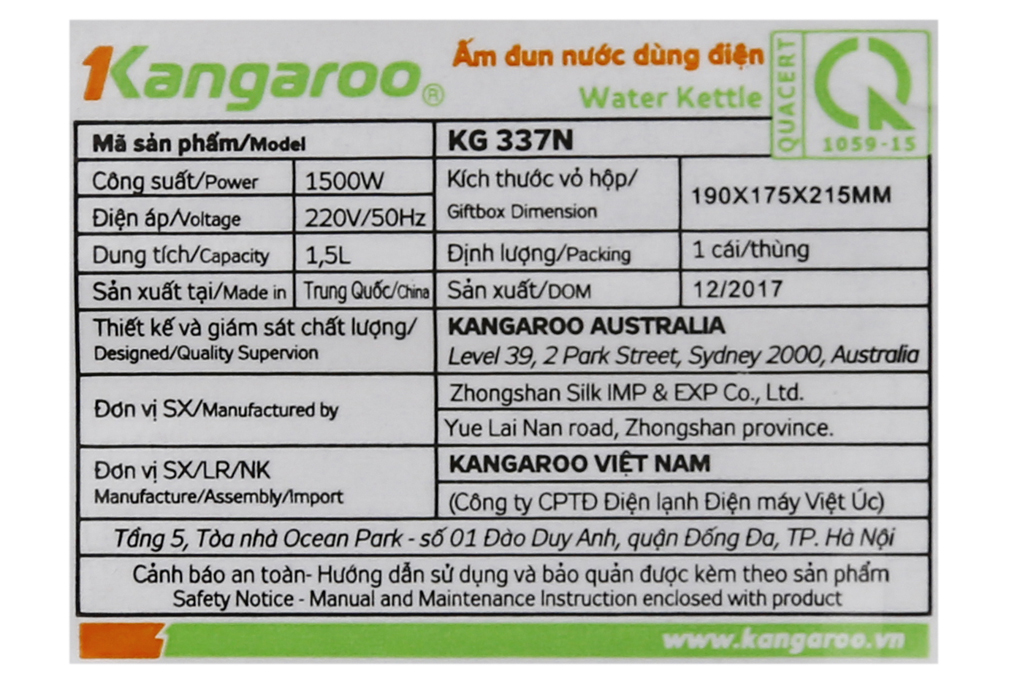 Kangaroo®
Ấm đun nước dùng điện
Water Kettle
QUACERT
1059-15
Mã sản phẩm/Model
KG 337N
Công suất/Power
1500W
Kích thước vỏ hộp/
Giftbox Dimension
190X175X215MM
Điện áp/Voltage
220V/50Hz
Dung tích/Capacity
1,5L
Định lượng/Packing
1 cái/thùng
Sản xuất tại/Made in
Trung Quốc/China
Sản xuất/DOM
12/2017
Thiết kế và giám sát chất lượng/
Designed/Quality Supervion
KANGAROO AUSTRALIA
Level 39, 2 Park Street, Sydney 2000, Australia
Đơn vị SX/Manufactured by
Zhongshan Silk IMP & EXP Co., Ltd.
Yue Lai Nan road, Zhongshan province.
Đơn vị SX/LR/NK
Manufacture/Assembly/Import
KANGAROO VIỆT NAM
(Công ty CPTĐ Điện lạnh Điện máy Việt Úc)
Tầng 5, Tòa nhà Ocean Park - số 01 Đào Duy Anh, quận Đống Đa, TP. Hà Nội
Cảnh báo an toàn- Hướng dẫn sử dụng và bảo quản được kèm theo sản phẩm
Safety Notice - Manual and Maintenance Instruction enclosed with product
www.kangaroo.vn